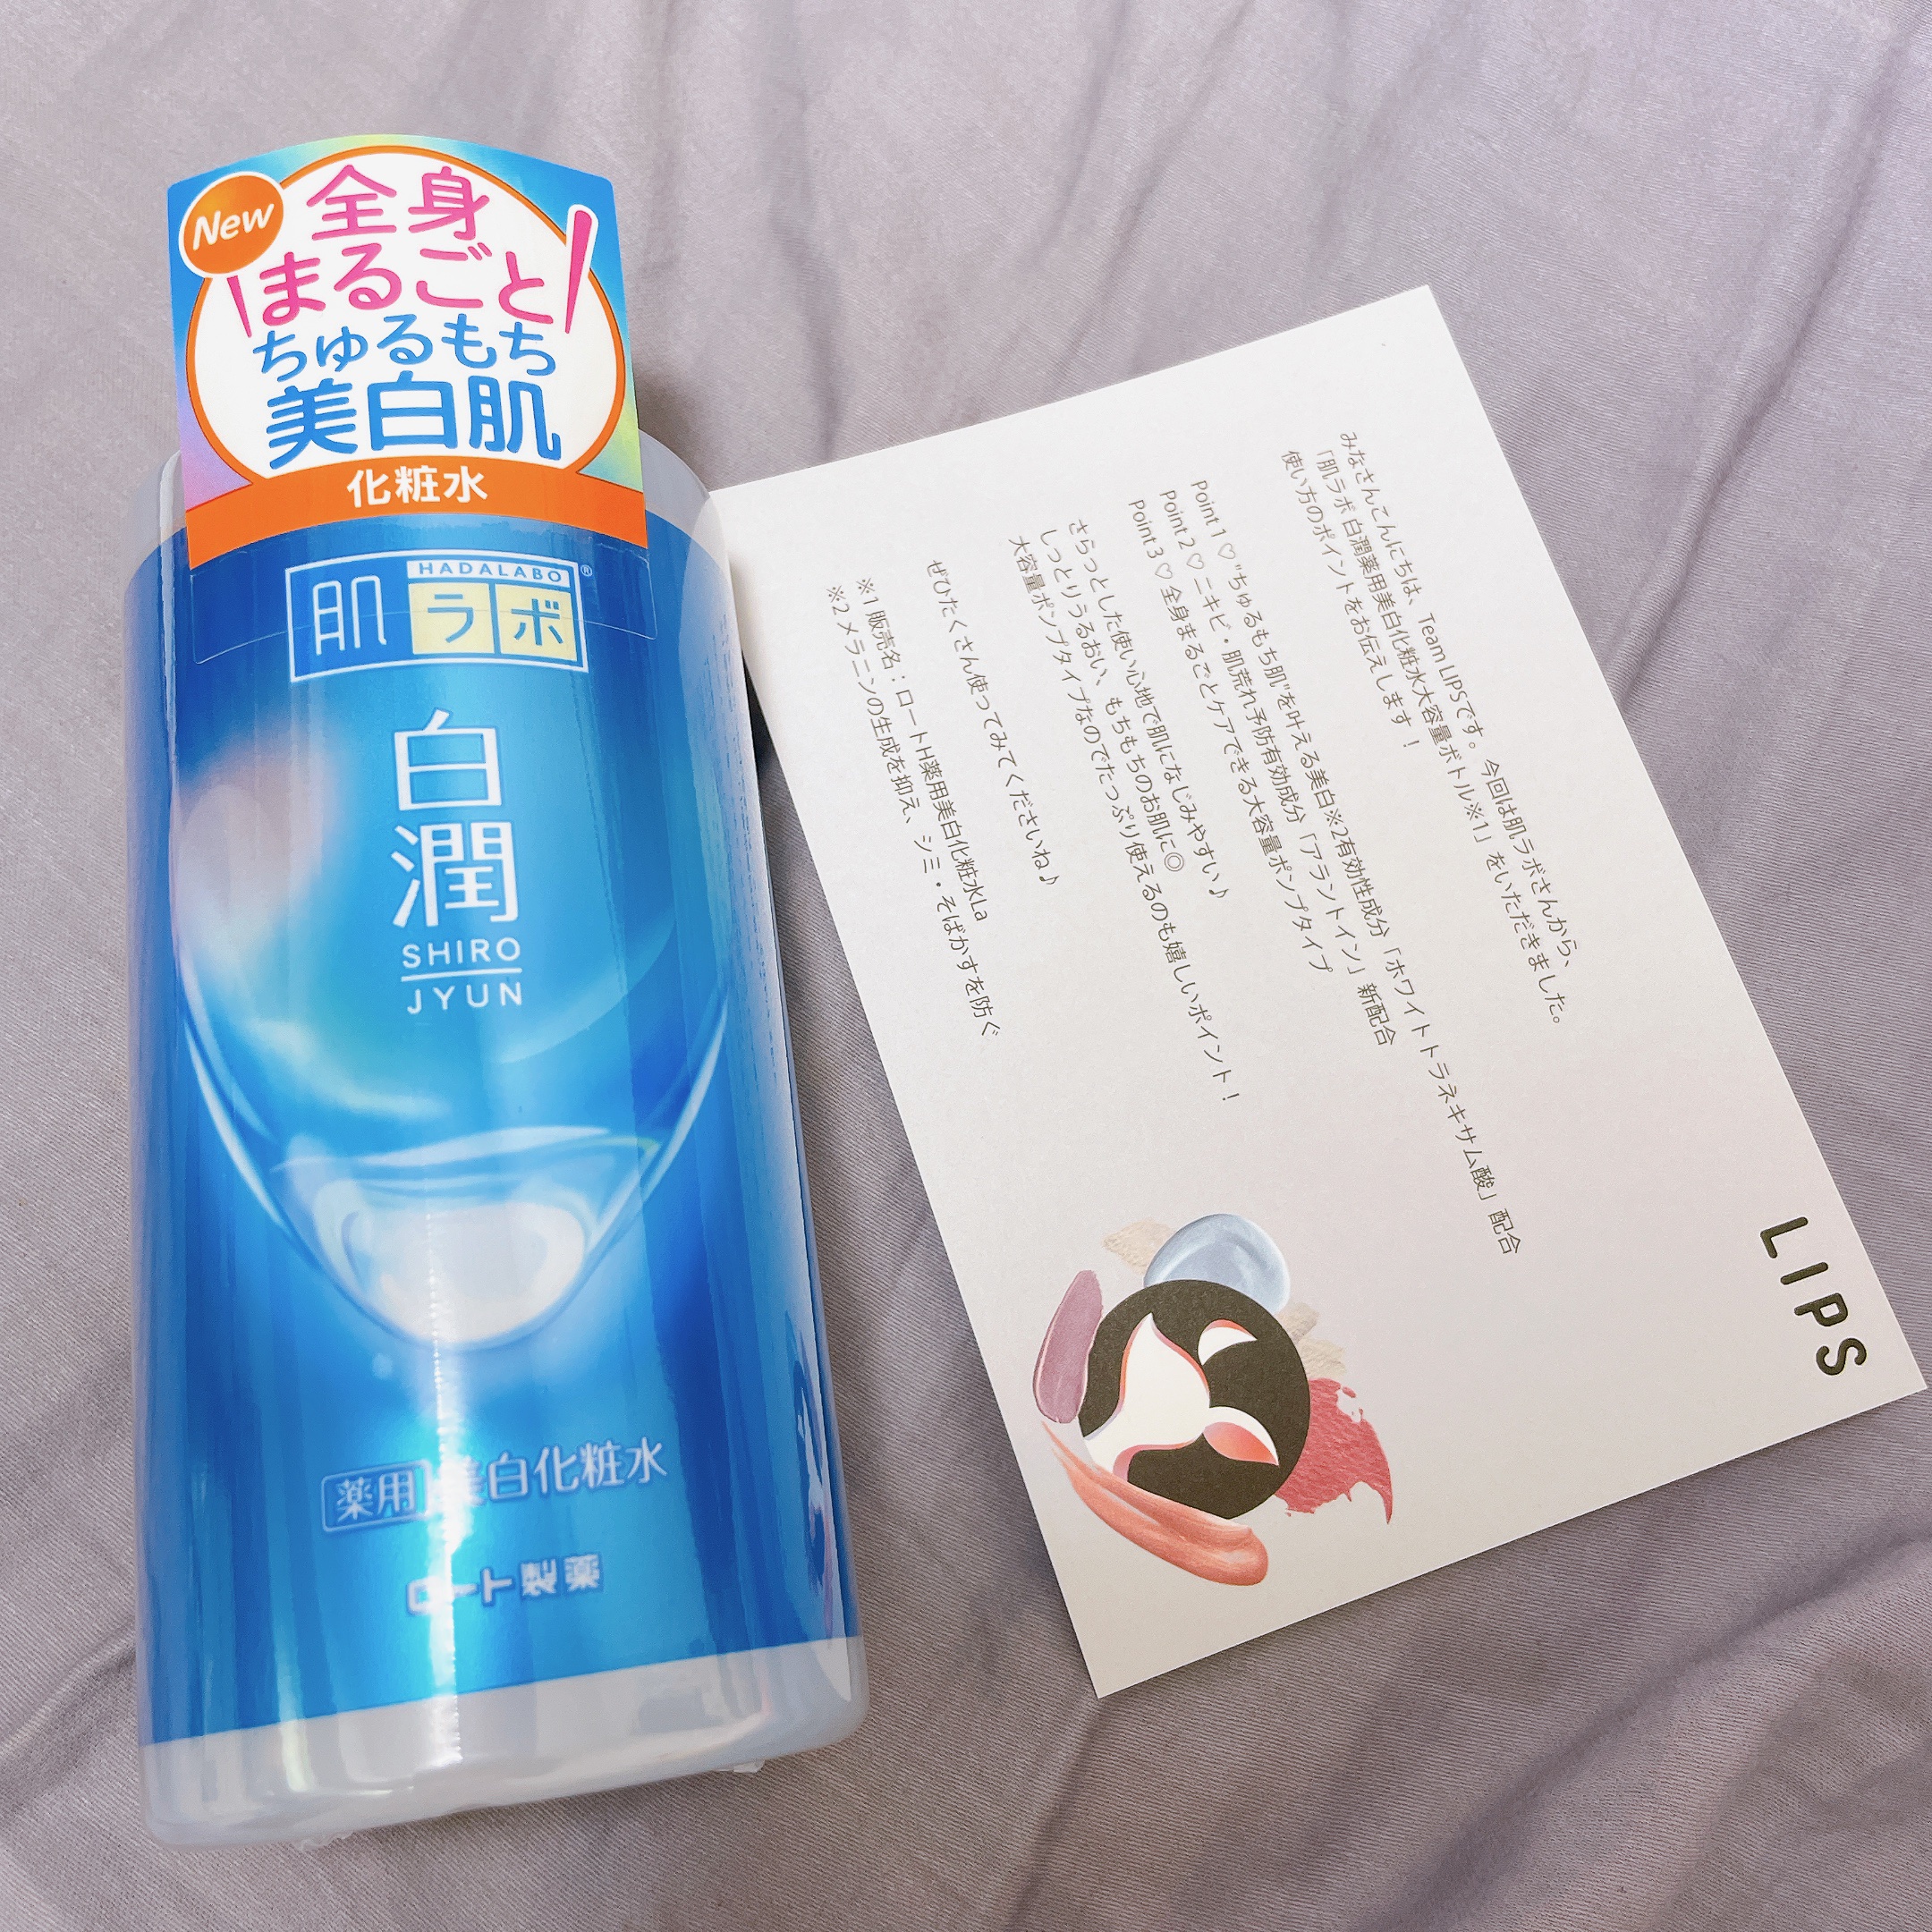 New
全身
まるごと
ちゅるもち
美白肌
化粧水
HADALABO®
肌ラボ
白潤
SHIRO
JYUN
薬用 美白化粧水
ロート製薬
LIPS
みなさんこんにちは、Team LIPSです。今回は肌ラボさんから、
「肌ラボ 白潤薬用美白化粧水大容量ボトル※1」をいただきました。
使い方のポイントをお伝えします！
Point1♡"ちゅるもち肌"を叶える美白※2有効性成分「ホワイトトラネキサム酸」配合
Point2♡ニキビ・肌荒れ予防有効成分「アラントイン」新配合
Point3♡全身まるごとケアできる大容量ポンプタイプ
さらっとした使い心地で肌になじみやすい♪
しっとりうるおい、もちもちのお肌に◎
大容量ポンプタイプなのでたっぷり使えるのも嬉しいポイント！
ぜひたくさん使ってみてくださいね♪
※1 販売名：ロートH薬用美白化粧水La
※2 メラニンの生成を抑え、シミ・そばかすを防ぐ